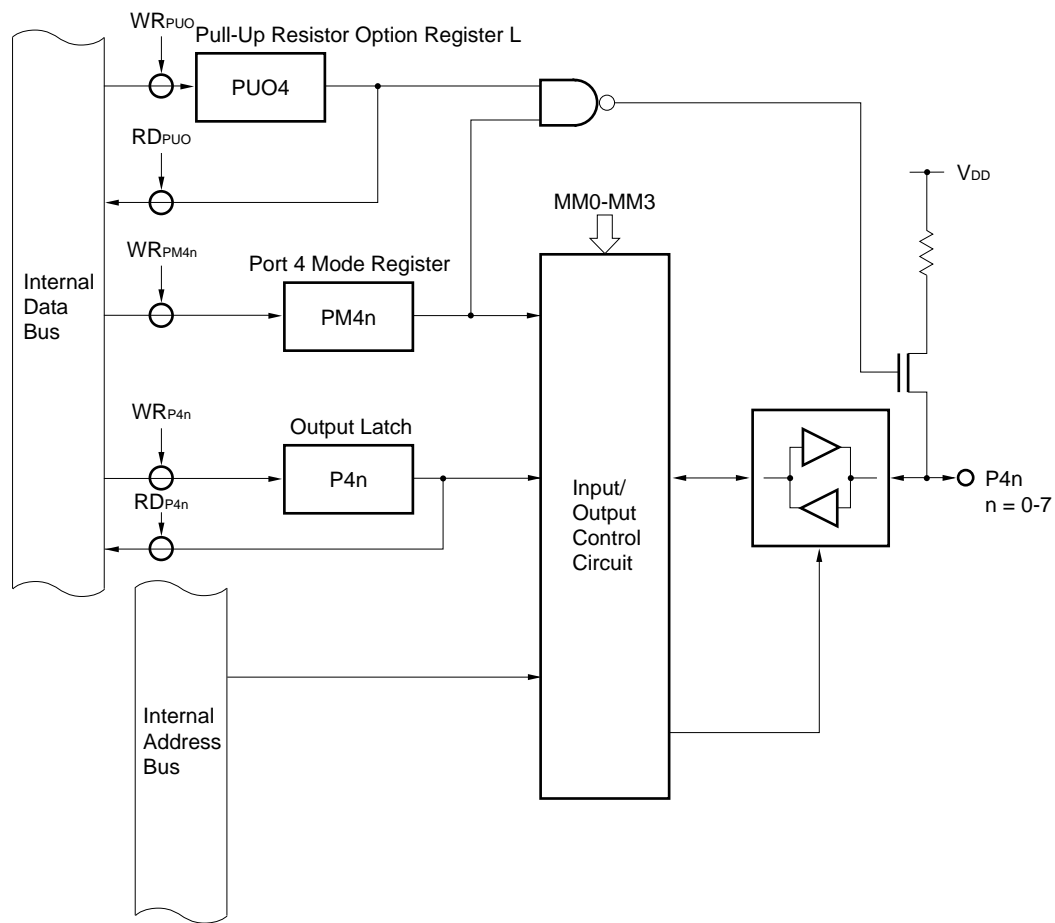 WRPUO
Pull-Up Resistor Option Register L
PUO4
RDPUO
VDD
MM0-MM3
WRPM4n
Port 4 Mode Register
Internal
Data
Bus
PM4n
WRP4n
Output Latch
P4n
RDP4n
Input/
Output
Control
Circuit
P4n
n = 0-7
Internal
Address
Bus